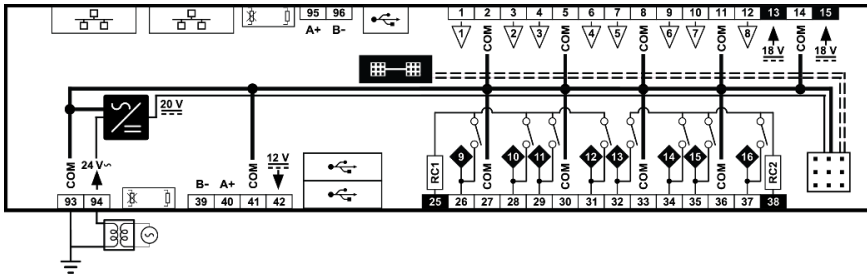 95 96
A+ B-
1 2 3 4 5 6 7 8 9 10 11 12 13 14 15
1 COM 2 3 COM 4 5 COM 6 7 COM 8 18 V COM 18 V
20 V
24 V~
COM
COM
12 V
B- A+
RC1 9 COM 10 11 COM 12 13 COM 14 15 COM 16 RC2
93 94 39 40 41 42 25 26 27 28 29 30 31 32 33 34 35 36 37 38